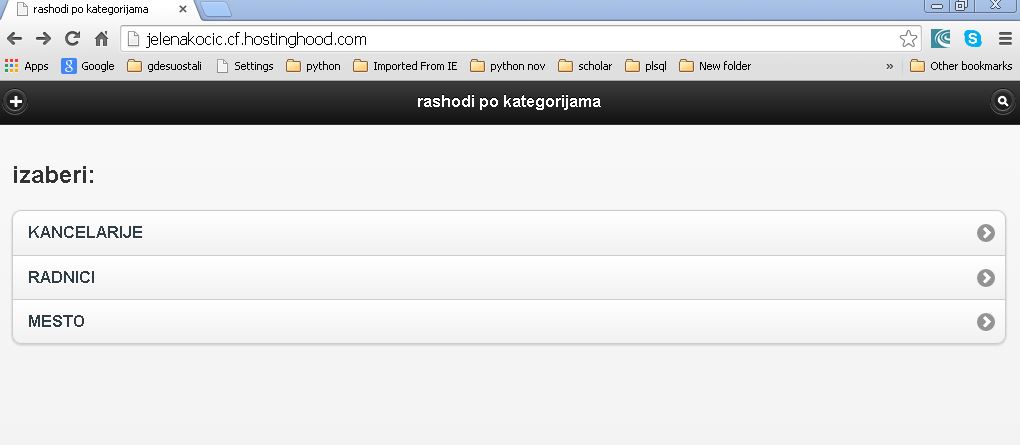 rashodi po kategorijama
jelenakocic.cf.hostinghood.com
Apps Google gdesuostali Settings python Imported From IE python nov scholar plsql New folder » Other bookmarks
rashodi po kategorijama
izaberi:
KANCELARIJE
RADNICI
MESTO